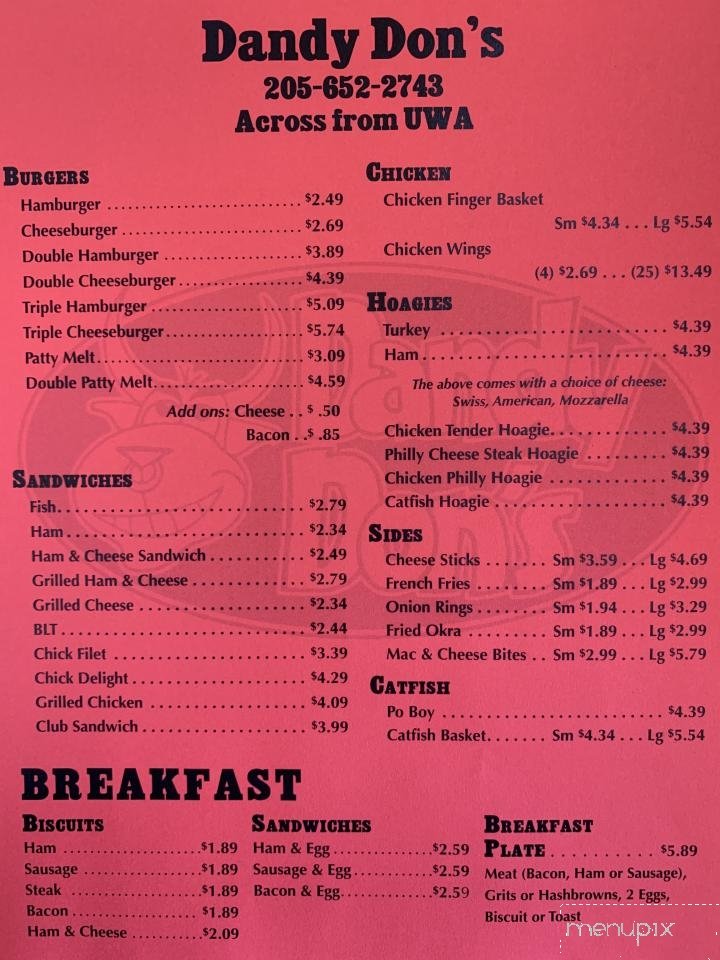 Dandy Don's
205-652-2743
Across from UWA
BURGERS
Hamburger ............................ $2.49
Cheeseburger .......................... $2.69
Double Hamburger .................... $3.89
Double Cheeseburger .................. $4.39
Triple Hamburger ...................... $5.09
Triple Cheeseburger .................... $5.74
Patty Melt .............................. $3.09
Double Patty Melt ...................... $4.59
Add ons: Cheese . . $ .50
Bacon . . $ .85
SANDWICHES
Fish .................................... $2.79
Ham ................................... $2.34
Ham & Cheese Sandwich .............. $2.49
Grilled Ham & Cheese ................ $2.79
Grilled Cheese ........................ $2.34
BLT ................................... $2.44
Chick Filet ............................ $3.39
Chick Delight .......................... $4.29
Grilled Chicken ........................ $4.09
Club Sandwich ........................ $3.99
CHICKEN
Chicken Finger Basket
Sm $4.34 . . . Lg $5.54
Chicken Wings
(4) $2.69 . . . (25) $13.49
HOAGIES
Turkey ................................ $4.39
Ham ................................... $4.39
The above comes with a choice of cheese:
Swiss, American, Mozzarella
Chicken Tender Hoagie ................ $4.39
Philly Cheese Steak Hoagie ............ $4.39
Chicken Philly Hoagie ................ $4.39
Catfish Hoagie ........................ $4.39
SIDES
Cheese Sticks ....... Sm $3.59 . . . Lg $4.69
French Fries ........ Sm $1.89 . . . Lg $2.99
Onion Rings ........ Sm $1.94 . . . Lg $3.29
Fried Okra ......... Sm $1.89 . . . Lg $2.99
Mac & Cheese Bites . . Sm $2.99 . . . Lg $5.79
CATFISH
Po Boy ................................ $4.39
Catfish Basket ....... Sm $4.34 . . . Lg $5.54
Dandy
Don's
BREAKFAST
BISCUITS
Ham ...................... $1.89
Sausage .................. $1.89
Steak .................... $1.89
Bacon .................... $1.89
Ham & Cheese ........... $2.09
SANDWICHES
Ham & Egg ............... $2.59
Sausage & Egg ............ $2.59
Bacon & Egg .............. $2.59
BREAKFAST
PLATE .......... $5.89
Meat (Bacon, Ham or Sausage),
Grits or Hashbrowns, 2 Eggs,
Biscuit or Toast
menupix